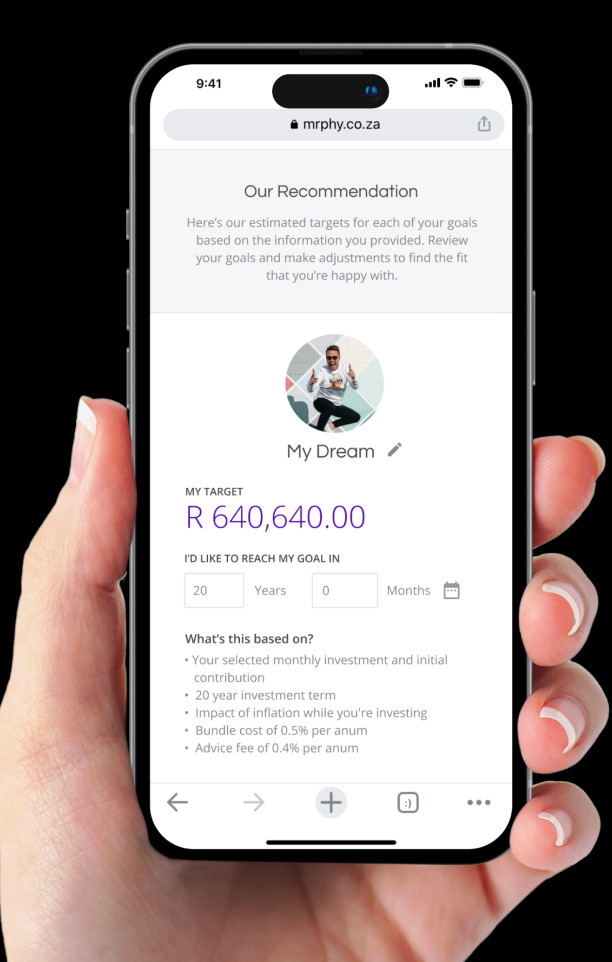 9:41
mrphy.co.za
Our Recommendation
Here's our estimated targets for each of your goals
based on the information you provided. Review
your goals and make adjustments to find the fit
that you're happy with.
My Dream
MY TARGET
R 640,640.00
I'D LIKE TO REACH MY GOAL IN
20 Years 0 Months
What's this based on?
• Your selected monthly investment and initial
contribution
• 20 year investment term
• Impact of inflation while you're investing
• Bundle cost of 0.5% per anum
• Advice fee of 0.4% per anum
:)